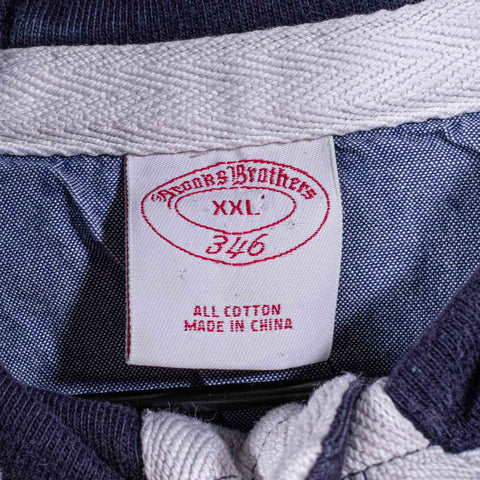 Brooks Brothers
XXL
346
ALL COTTON
MADE IN CHINA